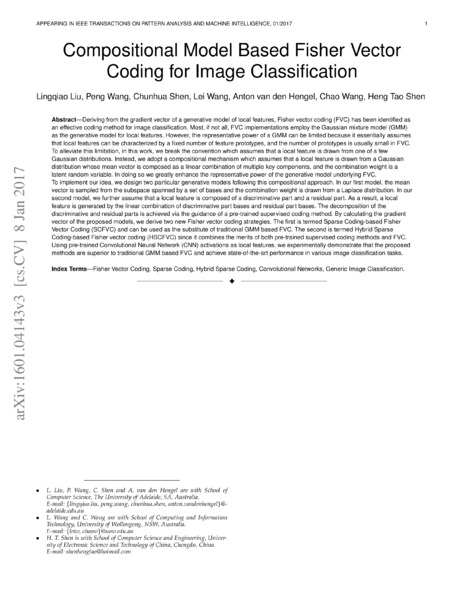 APPEARING IN IEEE TRANSACTIONS ON PATTERN ANALYSIS AND MACHINE INTELLIGENCE, 01/2017
1
Compositional Model Based Fisher Vector
Coding for Image Classification
Lingqiao Liu, Peng Wang, Chunhua Shen, Lei Wang, Anton van den Hengel, Chao Wang, Heng Tao Shen
Abstract—Deriving from the gradient vector of a generative model of local features, Fisher vector coding (FVC) has been identified as
an effective coding method for image classification. Most, if not all, FVC implementations employ the Gaussian mixture model (GMM)
as the generative model for local features. However, the representative power of a GMM can be limited because it essentially assumes
that local features can be characterized by a fixed number of feature prototypes, and the number of prototypes is usually small in FVC.
To alleviate this limitation, in this work, we break the convention which assumes that a local feature is drawn from one of a few
Gaussian distributions. Instead, we adopt a compositional mechanism which assumes that a local feature is drawn from a Gaussian
distribution whose mean vector is composed as a linear combination of multiple key components, and the combination weight is a
latent random variable. In doing so we greatly enhance the representative power of the generative model underlying FVC.
To implement our idea, we design two particular generative models following this compositional approach. In our first model, the mean
vector is sampled from the subspace spanned by a set of bases and the combination weight is drawn from a Laplace distribution. In our
second model, we further assume that a local feature is composed of a discriminative part and a residual part. As a result, a local
feature is generated by the linear combination of discriminative part bases and residual part bases. The decomposition of the
discriminative and residual parts is achieved via the guidance of a pre-trained supervised coding method. By calculating the gradient
vector of the proposed models, we derive two new Fisher vector coding strategies. The first is termed Sparse Coding-based Fisher
Vector Coding (SCFVC) and can be used as the substitute of traditional GMM based FVC. The second is termed Hybrid Sparse
Coding-based Fisher vector coding (HSCFVC) since it combines the merits of both pre-trained supervised coding methods and FVC.
Using pre-trained Convolutional Neural Network (CNN) activations as local features, we experimentally demonstrate that the proposed
methods are superior to traditional GMM based FVC and achieve state-of-the-art performance in various image classification tasks.
Index Terms—Fisher Vector Coding, Sparse Coding, Hybrid Sparse Coding, Convolutional Networks, Generic Image Classification.
arXiv:1601.04143v3 [cs.CV] 8 Jan 2017
• L. Liu, P. Wang, C. Shen and A. van den Hengel are with School of
Computer Science, The University of Adelaide, SA, Australia.
E-mail: {lingqiao.liu, peng.wang, chunhua.shen, anton.vandenhengel}@-
adelaide.edu.au
• L. Wang and C. Wang are with School of Computing and Information
Technology, University of Wollongong, NSW, Australia.
E-mail: {leiw, chaow}@uow.edu.au
• H. T. Shen is with School of Computer Science and Engineering, Univer-
sity of Electronic Science and Technology of China, Chengdu, China.
E-mail: shenhengtao@hotmail.com